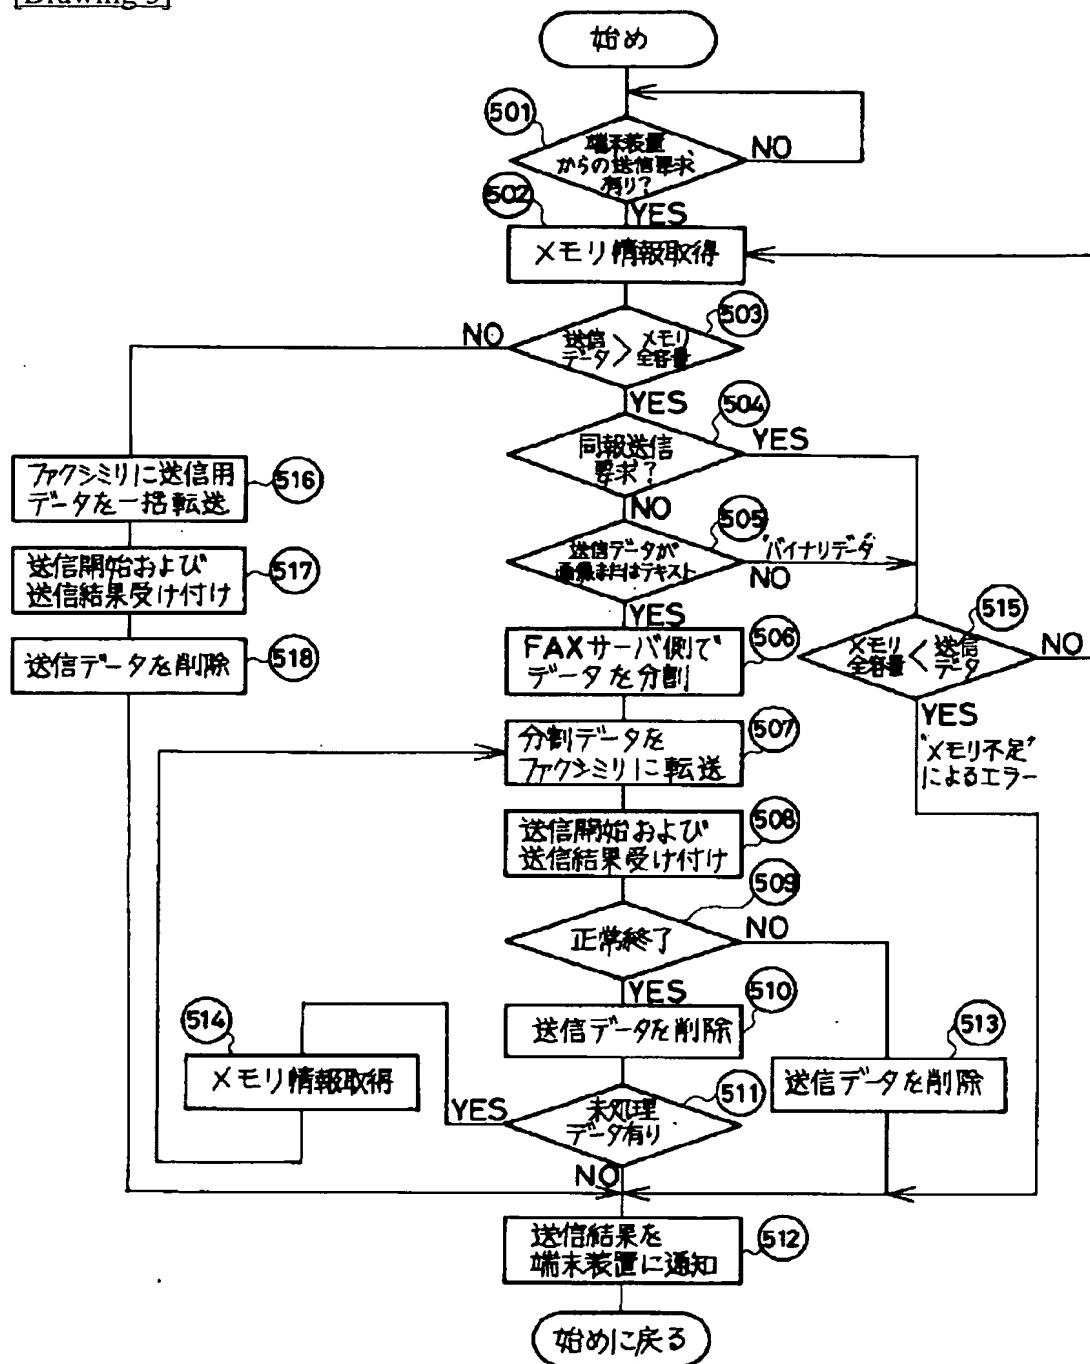 [Drawing 5]
始め
501
端末装置
からの送信要求
有り?
NO
YES
502
メモリ情報取得
503
送信
データ
>
メモリ
全容量
NO
YES
504
同報送信
要求?
YES
NO
505
送信データが
画像またはテキスト
"バイナリデータ"
NO
YES
506
FAXサーバ側で
データを分割
515
メモリ
全容量
<
送信
データ
NO
YES
"メモリ不足"
によるエラー
516
ファクシミリに送信用
データを一括転送
517
送信開始および
送信結果受け付け
518
送信データを削除
507
分割データを
ファクシミリに転送
508
送信開始および
送信結果受け付け
509
正常終了
NO
YES
510
送信データを削除
511
未処理
データ有り
YES
NO
514
メモリ情報取得
513
送信データを削除
512
送信結果を
端末装置に通知
始めに戻る